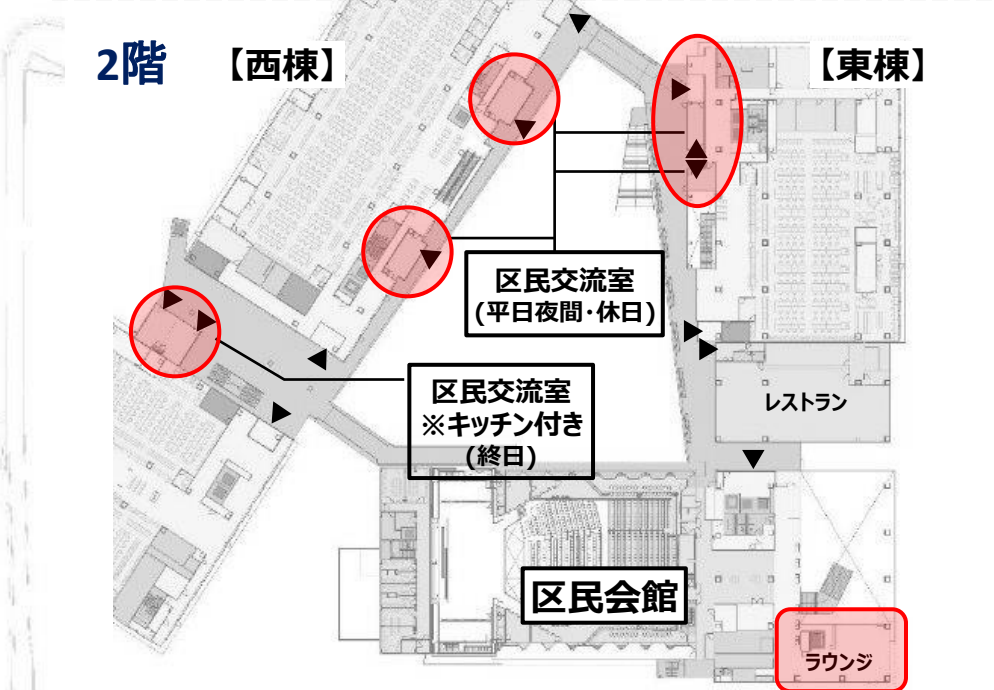 2階 【西棟】 【東棟】
区民交流室
(平日夜間・休日)
区民交流室
※キッチン付き
(終日)
レストラン
区民会館
ラウンジ